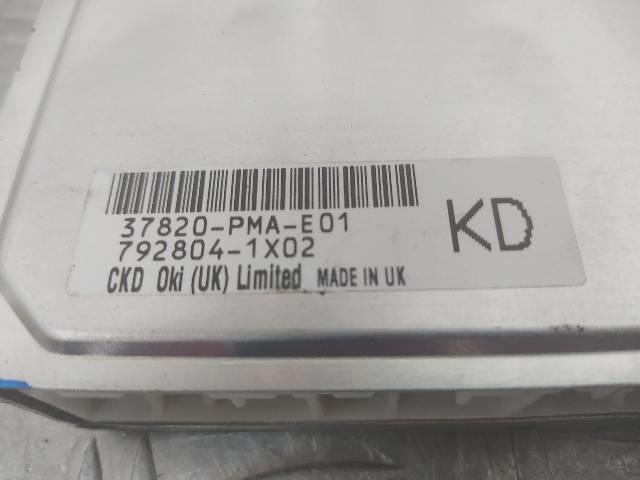 37820-PMA-E01
792804-1X02
CKD Oki (UK) Limited MADE IN UK
KD